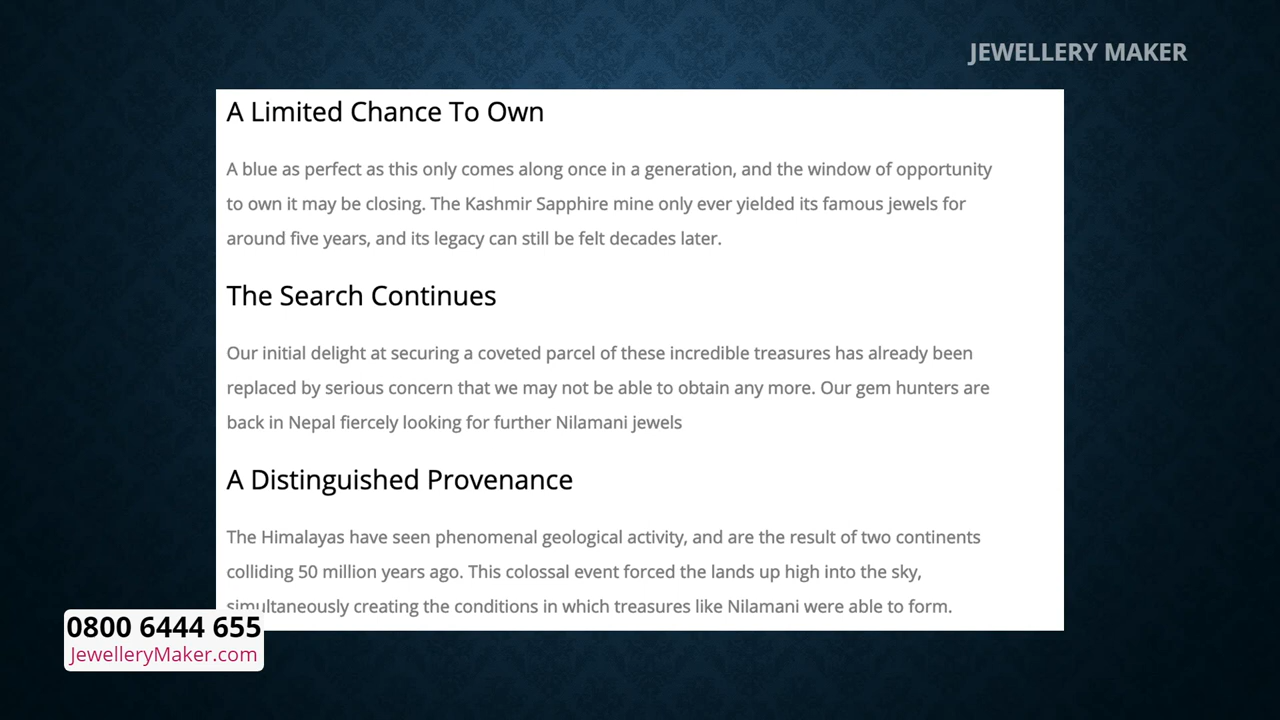 JEWELLERY MAKER
A Limited Chance To Own
A blue as perfect as this only comes along once in a generation, and the window of opportunity
to own it may be closing. The Kashmir Sapphire mine only ever yielded its famous jewels for
around five years, and its legacy can still be felt decades later.
The Search Continues
Our initial delight at securing a coveted parcel of these incredible treasures has already been
replaced by serious concern that we may not be able to obtain any more. Our gem hunters are
back in Nepal fiercely looking for further Nilamani jewels
A Distinguished Provenance
The Himalayas have seen phenomenal geological activity, and are the result of two continents
colliding 50 million years ago. This colossal event forced the lands up high into the sky,
simultaneously creating the conditions in which treasures like Nilamani were able to form.
0800 6444 655
JewelleryMaker.com